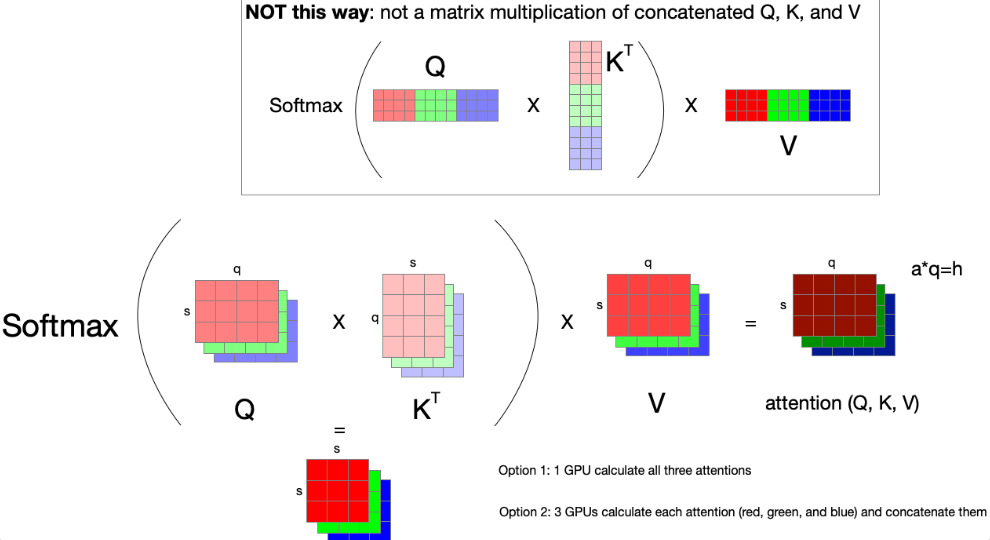 NOT this way: not a matrix multiplication of concatenated Q, K, and V
Q
K^T
Softmax
X
X
V
q
s
q
a*q=h
s
q
s
s
Softmax
X
X
=
Q
K^T
V
attention (Q, K, V)
=
s
s
Option 1: 1 GPU calculate all three attentions
Option 2: 3 GPUs calculate each attention (red, green, and blue) and concatenate them